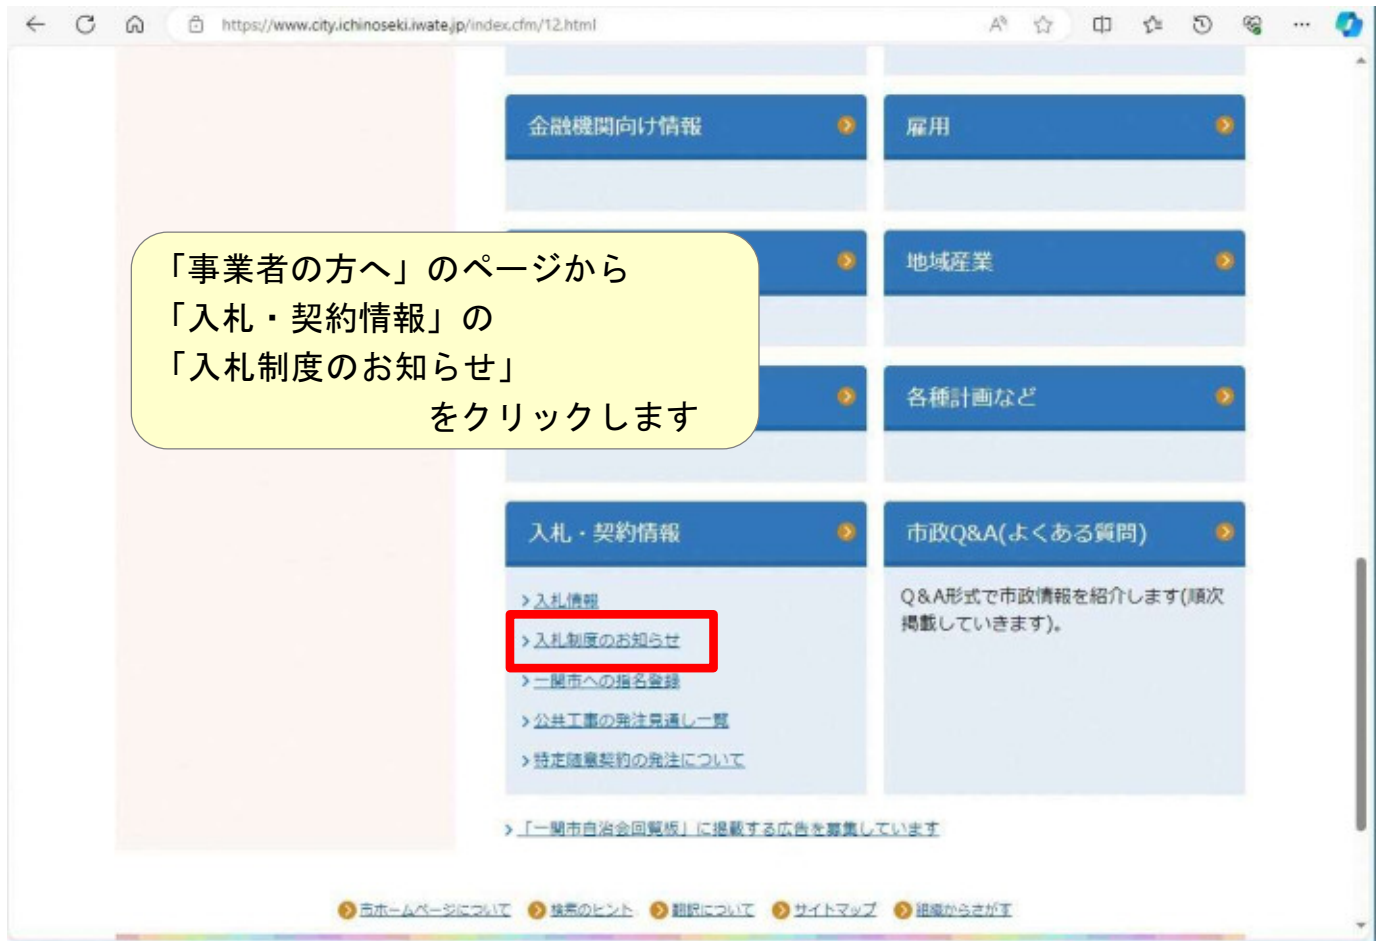 https://www.city.ichinoseki.iwate.jp/index.cfm/12.html
金融機関向け情報
雇用
「事業者の方へ」のページから
「入札・契約情報」の
「入札制度のお知らせ」
をクリックします
地域産業
各種計画など
入札・契約情報
市政Q&A(よくある質問)
入札情報
入札制度のお知らせ
一関市への指名登録
公共工事の発注見通し一覧
特定随意契約の発注について
Q&A形式で市政情報を紹介します(順次
掲載していきます)。
「一関市自治会回覧板」に掲載する広告を募集しています
市ホームページについて 検索のヒント 翻訳について サイトマップ 組織からさがす